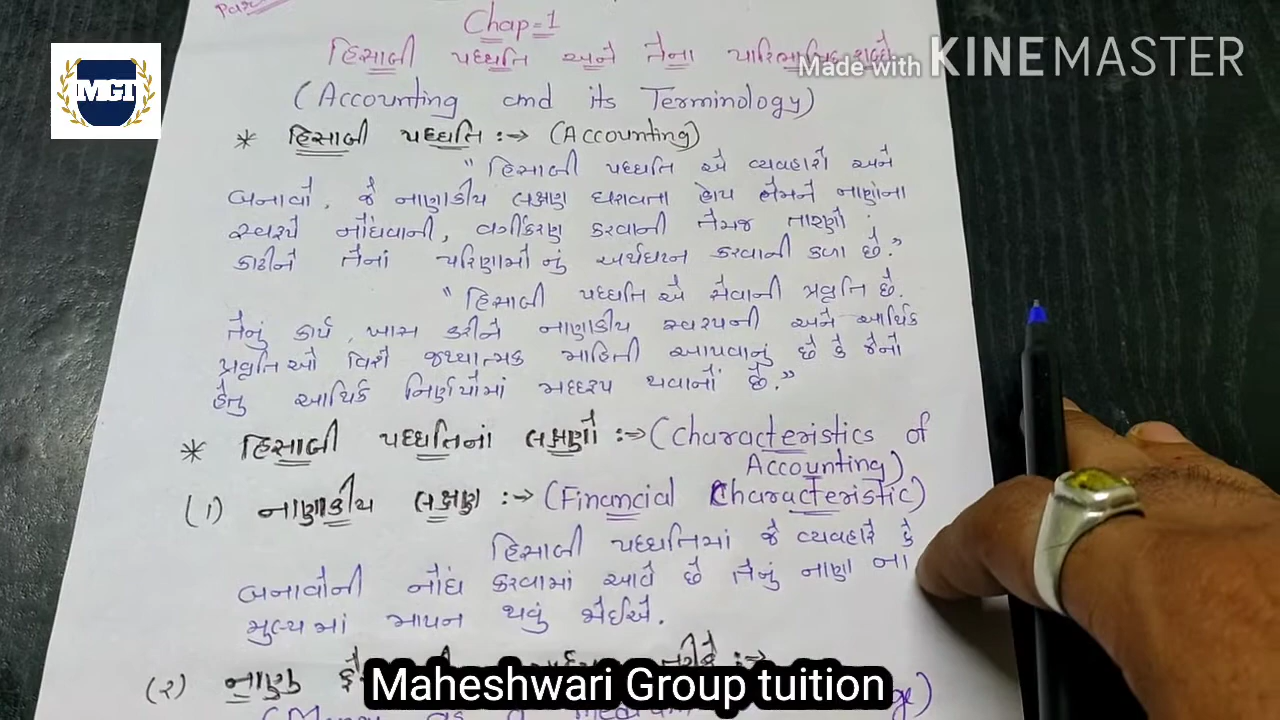 Chap=1
હિસાબી પદ્ધતિ અને તેના
Made with KINEMASTER
MGI
(Accounting and its Terminology)
* હિસાબી પદ્ધતિ :→ (Accounting)
"હિસાબી પદ્ધતિ એ વ્યવહારો અને
બનાવો, જે નાણાકીય લક્ષણ ધરાવતા હોય તેમને નાણાંના
સ્વરૂપે નોંધવાની, વર્ગીકરણ કરવાની તેમજ તારણો
કાઢીને તેનાં પરિણામોનું અર્થઘટન કરવાની કળા છે."
"હિસાબી પદ્ધતિ એ સેવાની પ્રવૃતિ છે.
તેનું કાર્ય, ખાસ કરીને નાણાકીય સ્વરૂપની અને આર્થિક
પ્રવૃતિઓ વિશે જથ્થાત્મક માહિતી આપવાનું છે કે જેનો
હેતુ આર્થિક નિર્ણયોમાં મદદરૂપ થવાનો છે."
* હિસાબી પદ્ધતિનાં લક્ષણો :→ (Characteristics of
Accounting)
(૧) નાણાકીય લક્ષણ :→ (Financial Characteristic)
હિસાબી પદ્ધતિમાં જે વ્યવહારો કે
બનાવોની નોંધ કરવામાં આવે છે તેનું નાણા ના
મુલ્યમાં માપન થવું જોઈએ.
(૨) નાણુ
Maheshwari Group tuition